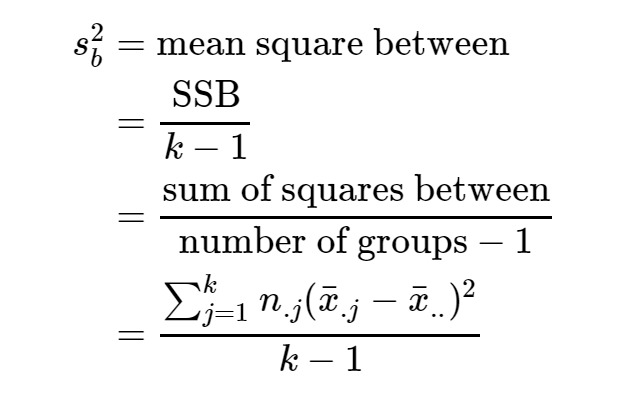 s_b^2 = mean square between
= SSB / k − 1
= sum of squares between / number of groups − 1
= ∑_{j=1}^{k} n_{.j}(x̄_{.j} − x̄_{..})^2 / k − 1